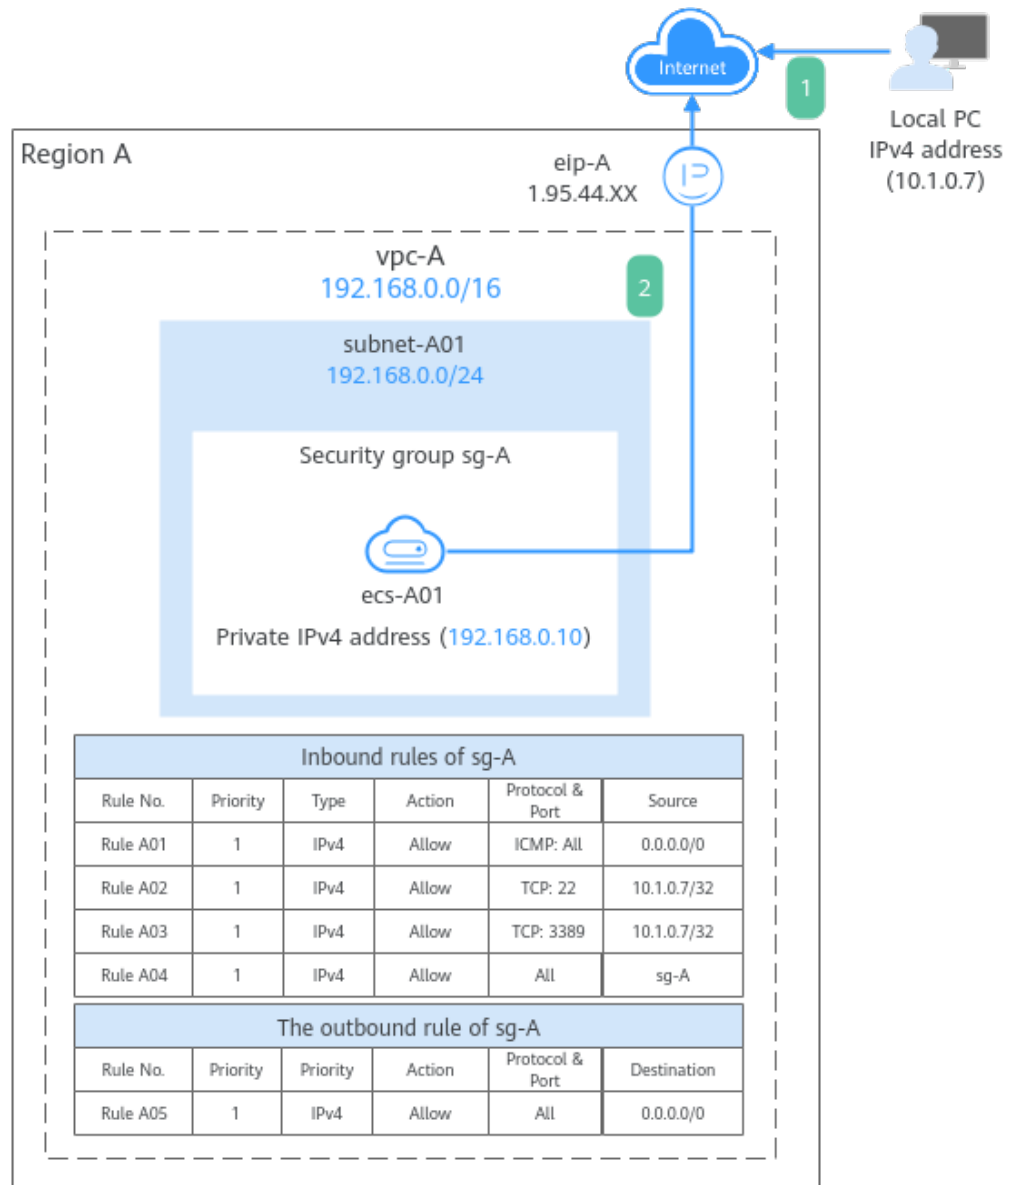 Internet
1
Local PC
IPv4 address
(10.1.0.7)
Region A
eip-A
1.95.44.XX
vpc-A
192.168.0.0/16
2
subnet-A01
192.168.0.0/24
Security group sg-A
ecs-A01
Private IPv4 address (192.168.0.10)
Inbound rules of sg-A
Rule No. Priority Type Action Protocol & Port Source
Rule A01 1 IPv4 Allow ICMP: All 0.0.0.0/0
Rule A02 1 IPv4 Allow TCP: 22 10.1.0.7/32
Rule A03 1 IPv4 Allow TCP: 3389 10.1.0.7/32
Rule A04 1 IPv4 Allow All sg-A
The outbound rule of sg-A
Rule No. Priority Priority Action Protocol & Port Destination
Rule A05 1 IPv4 Allow All 0.0.0.0/0